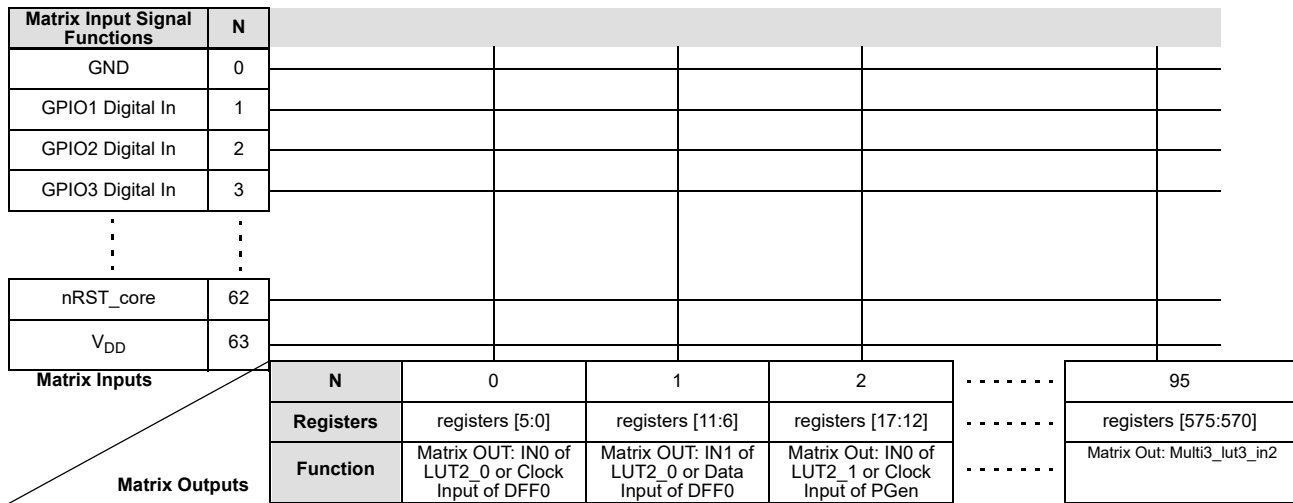 Matrix Input Signal
Functions
N
GND
0
GPIO1 Digital In
1
GPIO2 Digital In
2
GPIO3 Digital In
3
nRST_core
62
VDD
63
Matrix Inputs
N
0
1
2
95
Registers
registers [5:0]
registers [11:6]
registers [17:12]
registers [575:570]
Function
Matrix OUT: IN0 of
LUT2_0 or Clock
Input of DFF0
Matrix OUT: IN1 of
LUT2_0 or Data
Input of DFF0
Matrix Out: IN0 of
LUT2_1 or Clock
Input of PGen
Matrix Out: Multi3_lut3_in2
Matrix Outputs